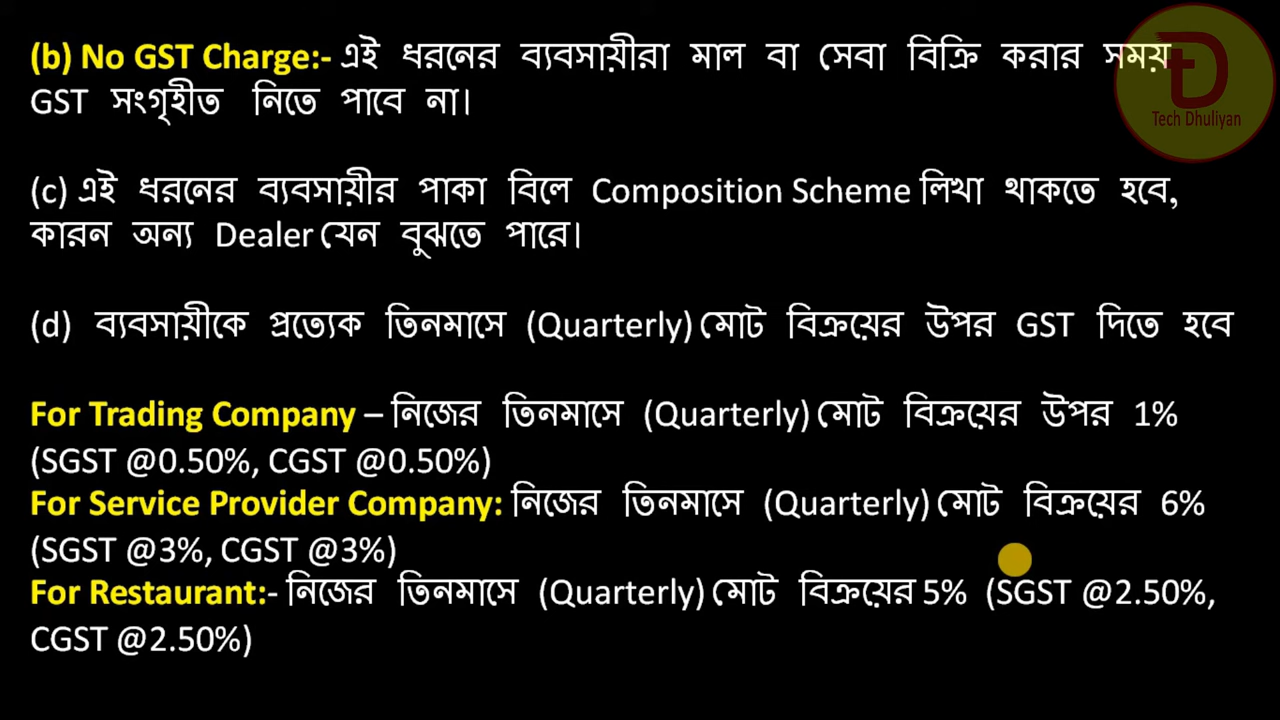 (b) No GST Charge:- এই ধরনের ব্যবসায়ীরা মাল বা সেবা বিক্রি করার সময়
GST সংগৃহীত নিতে পাবে না।
(c) এই ধরনের ব্যবসায়ীর পাকা বিলে Composition Scheme লিখা থাকতে হবে,
কারন অন্য Dealer যেন বুঝতে পারে।
(d) ব্যবসায়ীকে প্রত্যেক তিনমাসে (Quarterly) মোট বিক্রয়ের উপর GST দিতে হবে
For Trading Company – নিজের তিনমাসে (Quarterly) মোট বিক্রয়ের উপর 1%
(SGST @0.50%, CGST @0.50%)
For Service Provider Company: নিজের তিনমাসে (Quarterly) মোট বিক্রয়ের 6%
(SGST @3%, CGST @3%)
For Restaurant:- নিজের তিনমাসে (Quarterly) মোট বিক্রয়ের 5% (SGST @2.50%,
CGST @2.50%)
Tech Dhuliyan